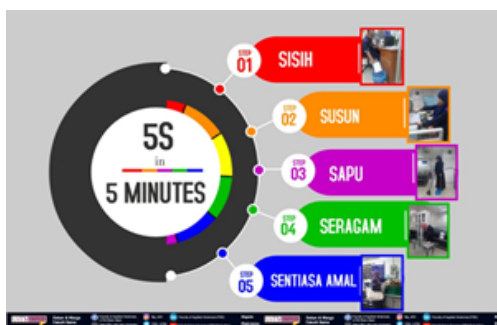 5S
in
5 MINUTES
STEP
01
SISIH
STEP
02
SUSUN
STEP
03
SAPU
STEP
04
SERAGAM
STEP
05
SENTIASA AMAL